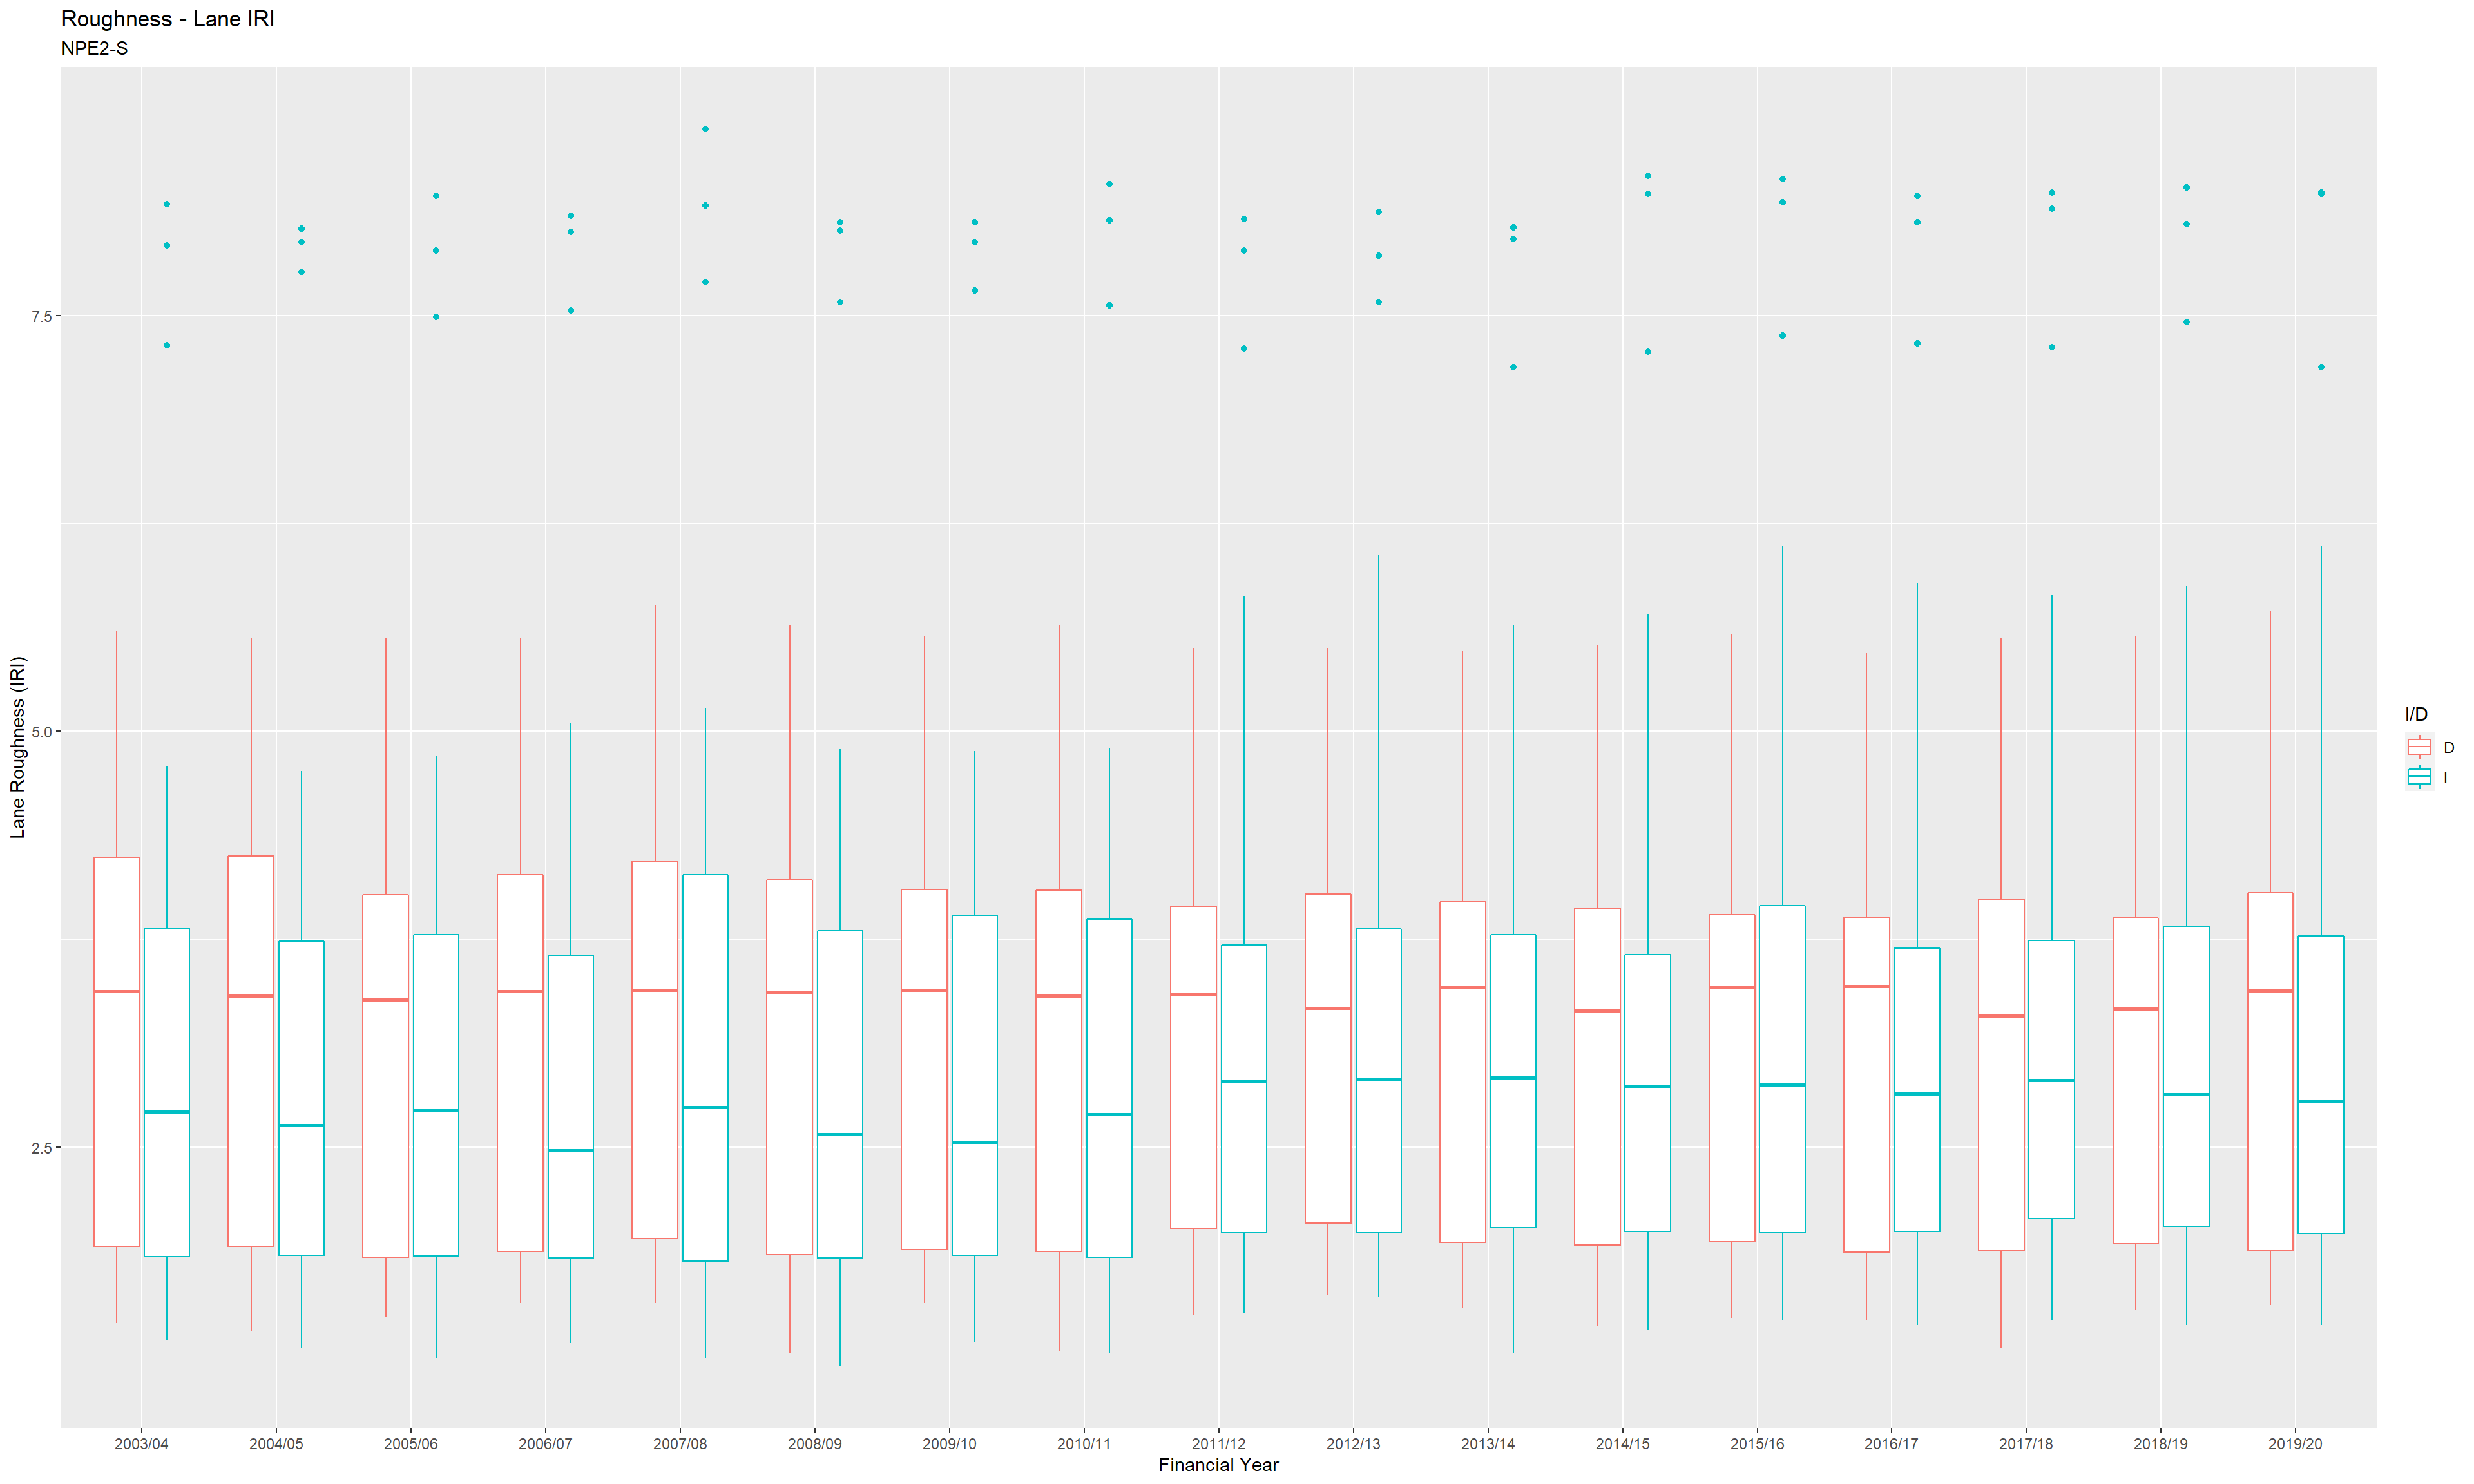 Roughness - Lane IRI
NPE2-S
Lane Roughness (IRI)
7.5
5.0
2.5
2003/04 2004/05 2005/06 2006/07 2007/08 2008/09 2009/10 2010/11 2011/12 2012/13 2013/14 2014/15 2015/16 2016/17 2017/18 2018/19 2019/20
Financial Year
I/D
D
I